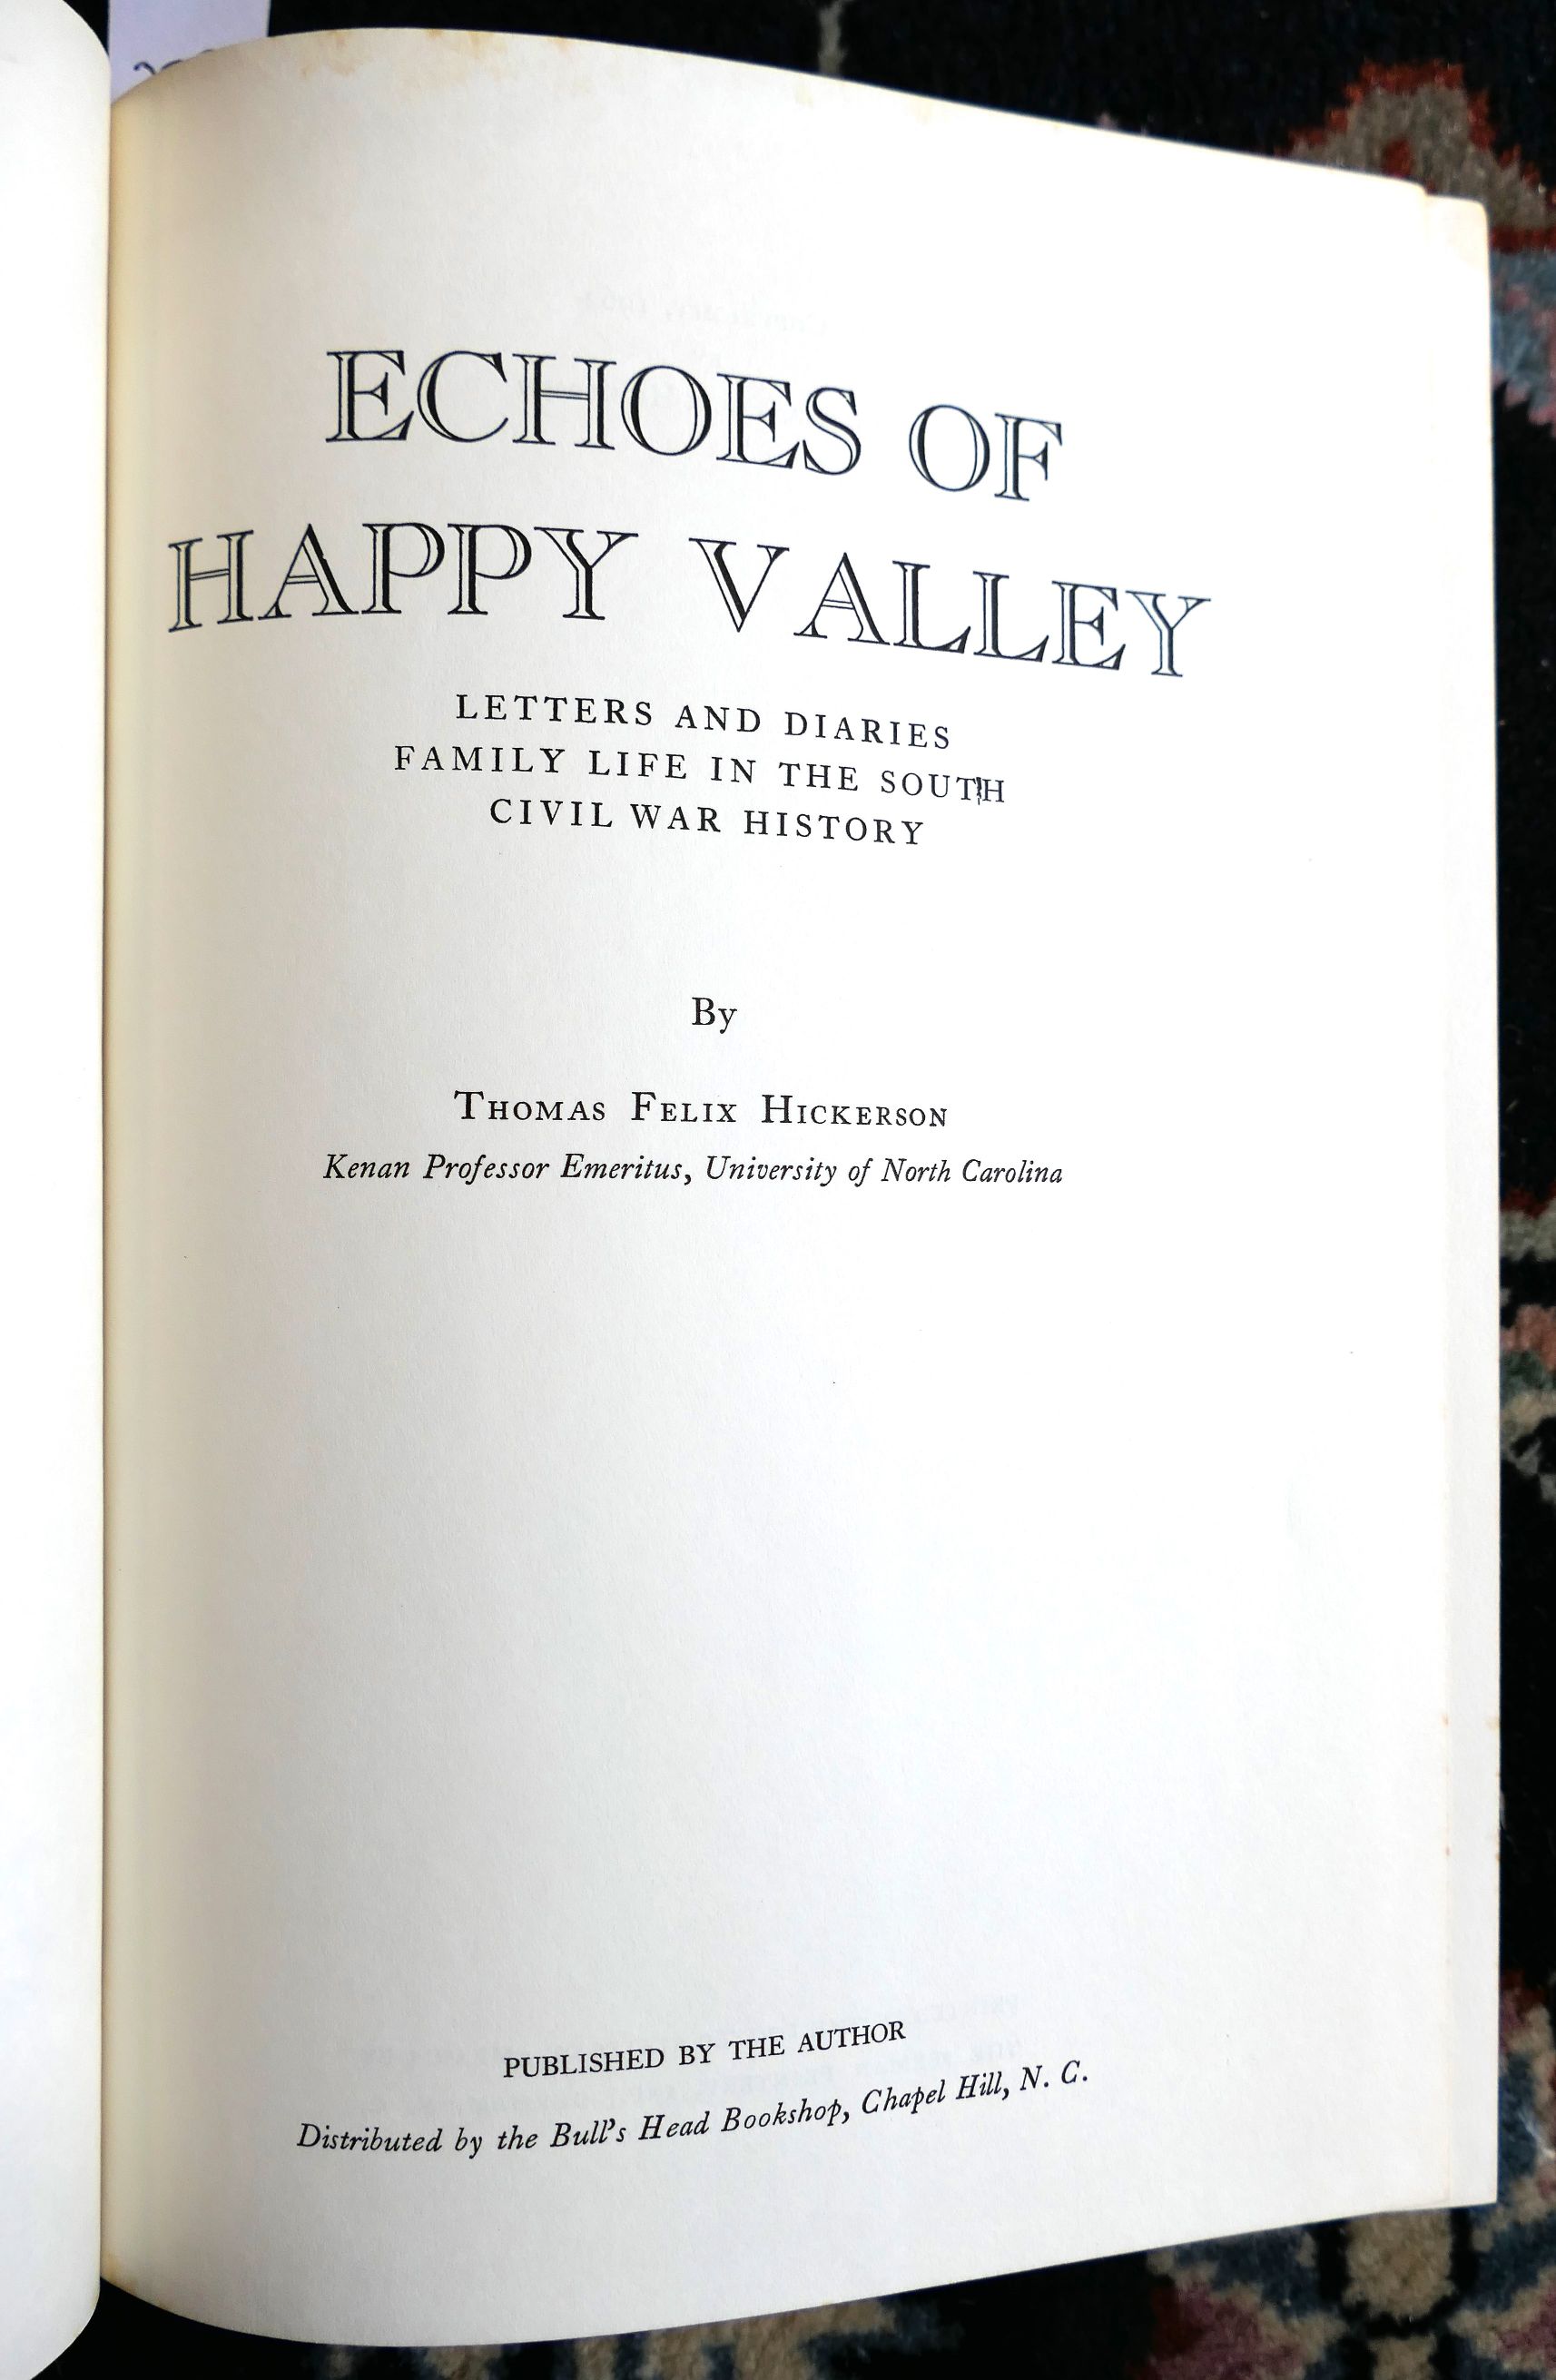 ECHOES OF
HAPPY VALLEY
LETTERS AND DIARIES
FAMILY LIFE IN THE SOUTH
CIVIL WAR HISTORY
By
THOMAS FELIX HICKERSON
Kenan Professor Emeritus, University of North Carolina
PUBLISHED BY THE AUTHOR
Distributed by the Bull's Head Bookshop, Chapel Hill, N. C.